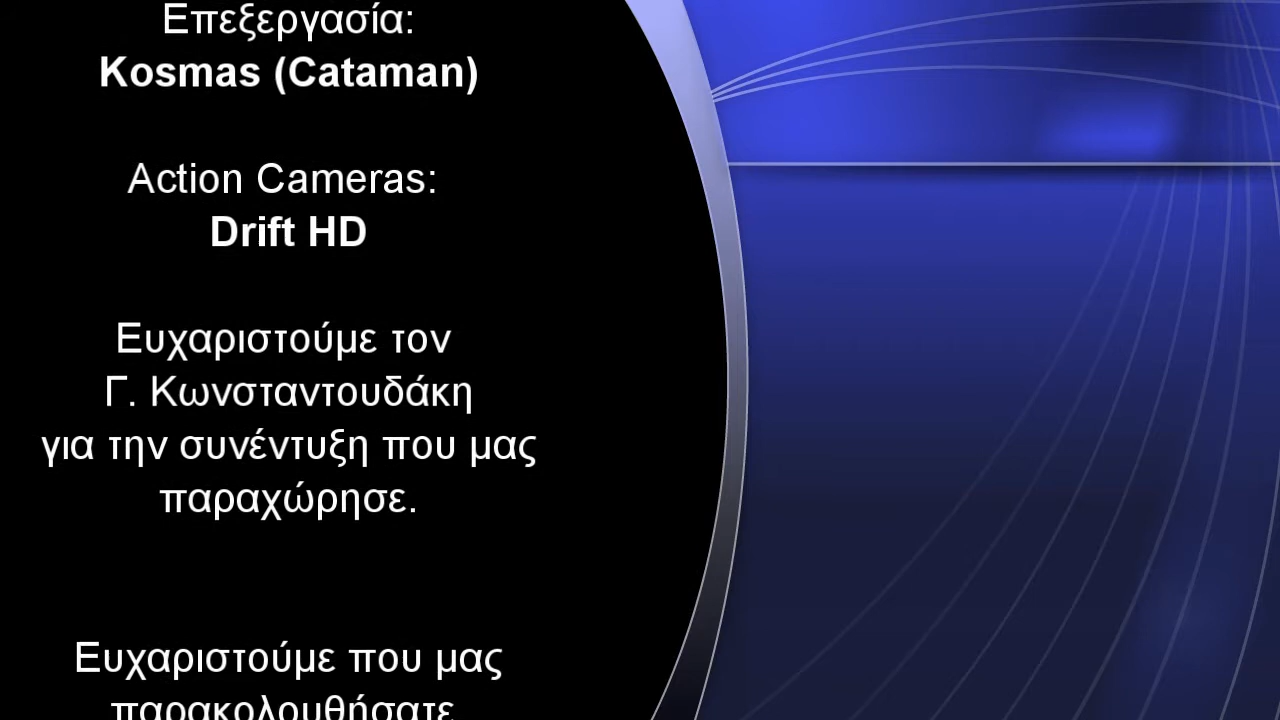 Επεξεργασία:
Kosmas (Cataman)
Action Cameras:
Drift HD
Ευχαριστούμε τον
Γ. Κωνσταντουδάκη
για την συνέντυξη που μας
παραχώρησε.
Ευχαριστούμε που μας
παρακολουθήσατε